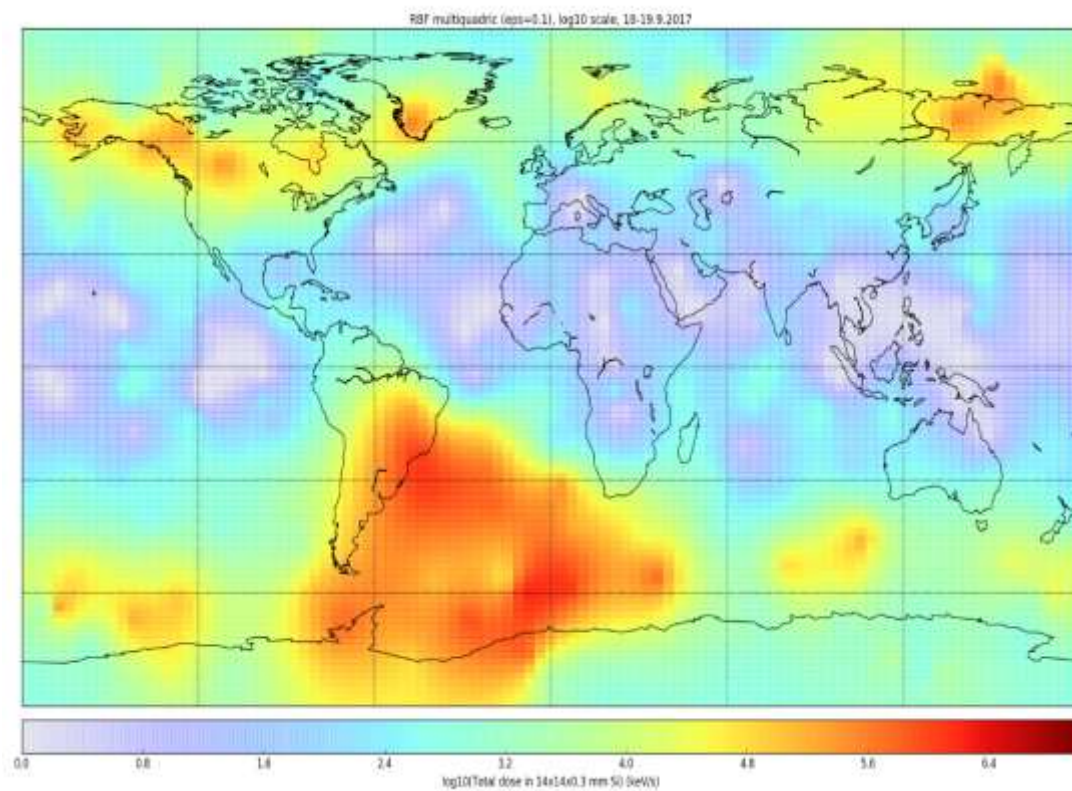 RBF multiquadric (eps=0.1), log10 scale, 18-19.9.2017
0.0 0.8 1.6 2.4 3.2 4.0 4.8 5.6 6.4
log10(Total dose in 14x14x0.3 mm Si) (keV/s)